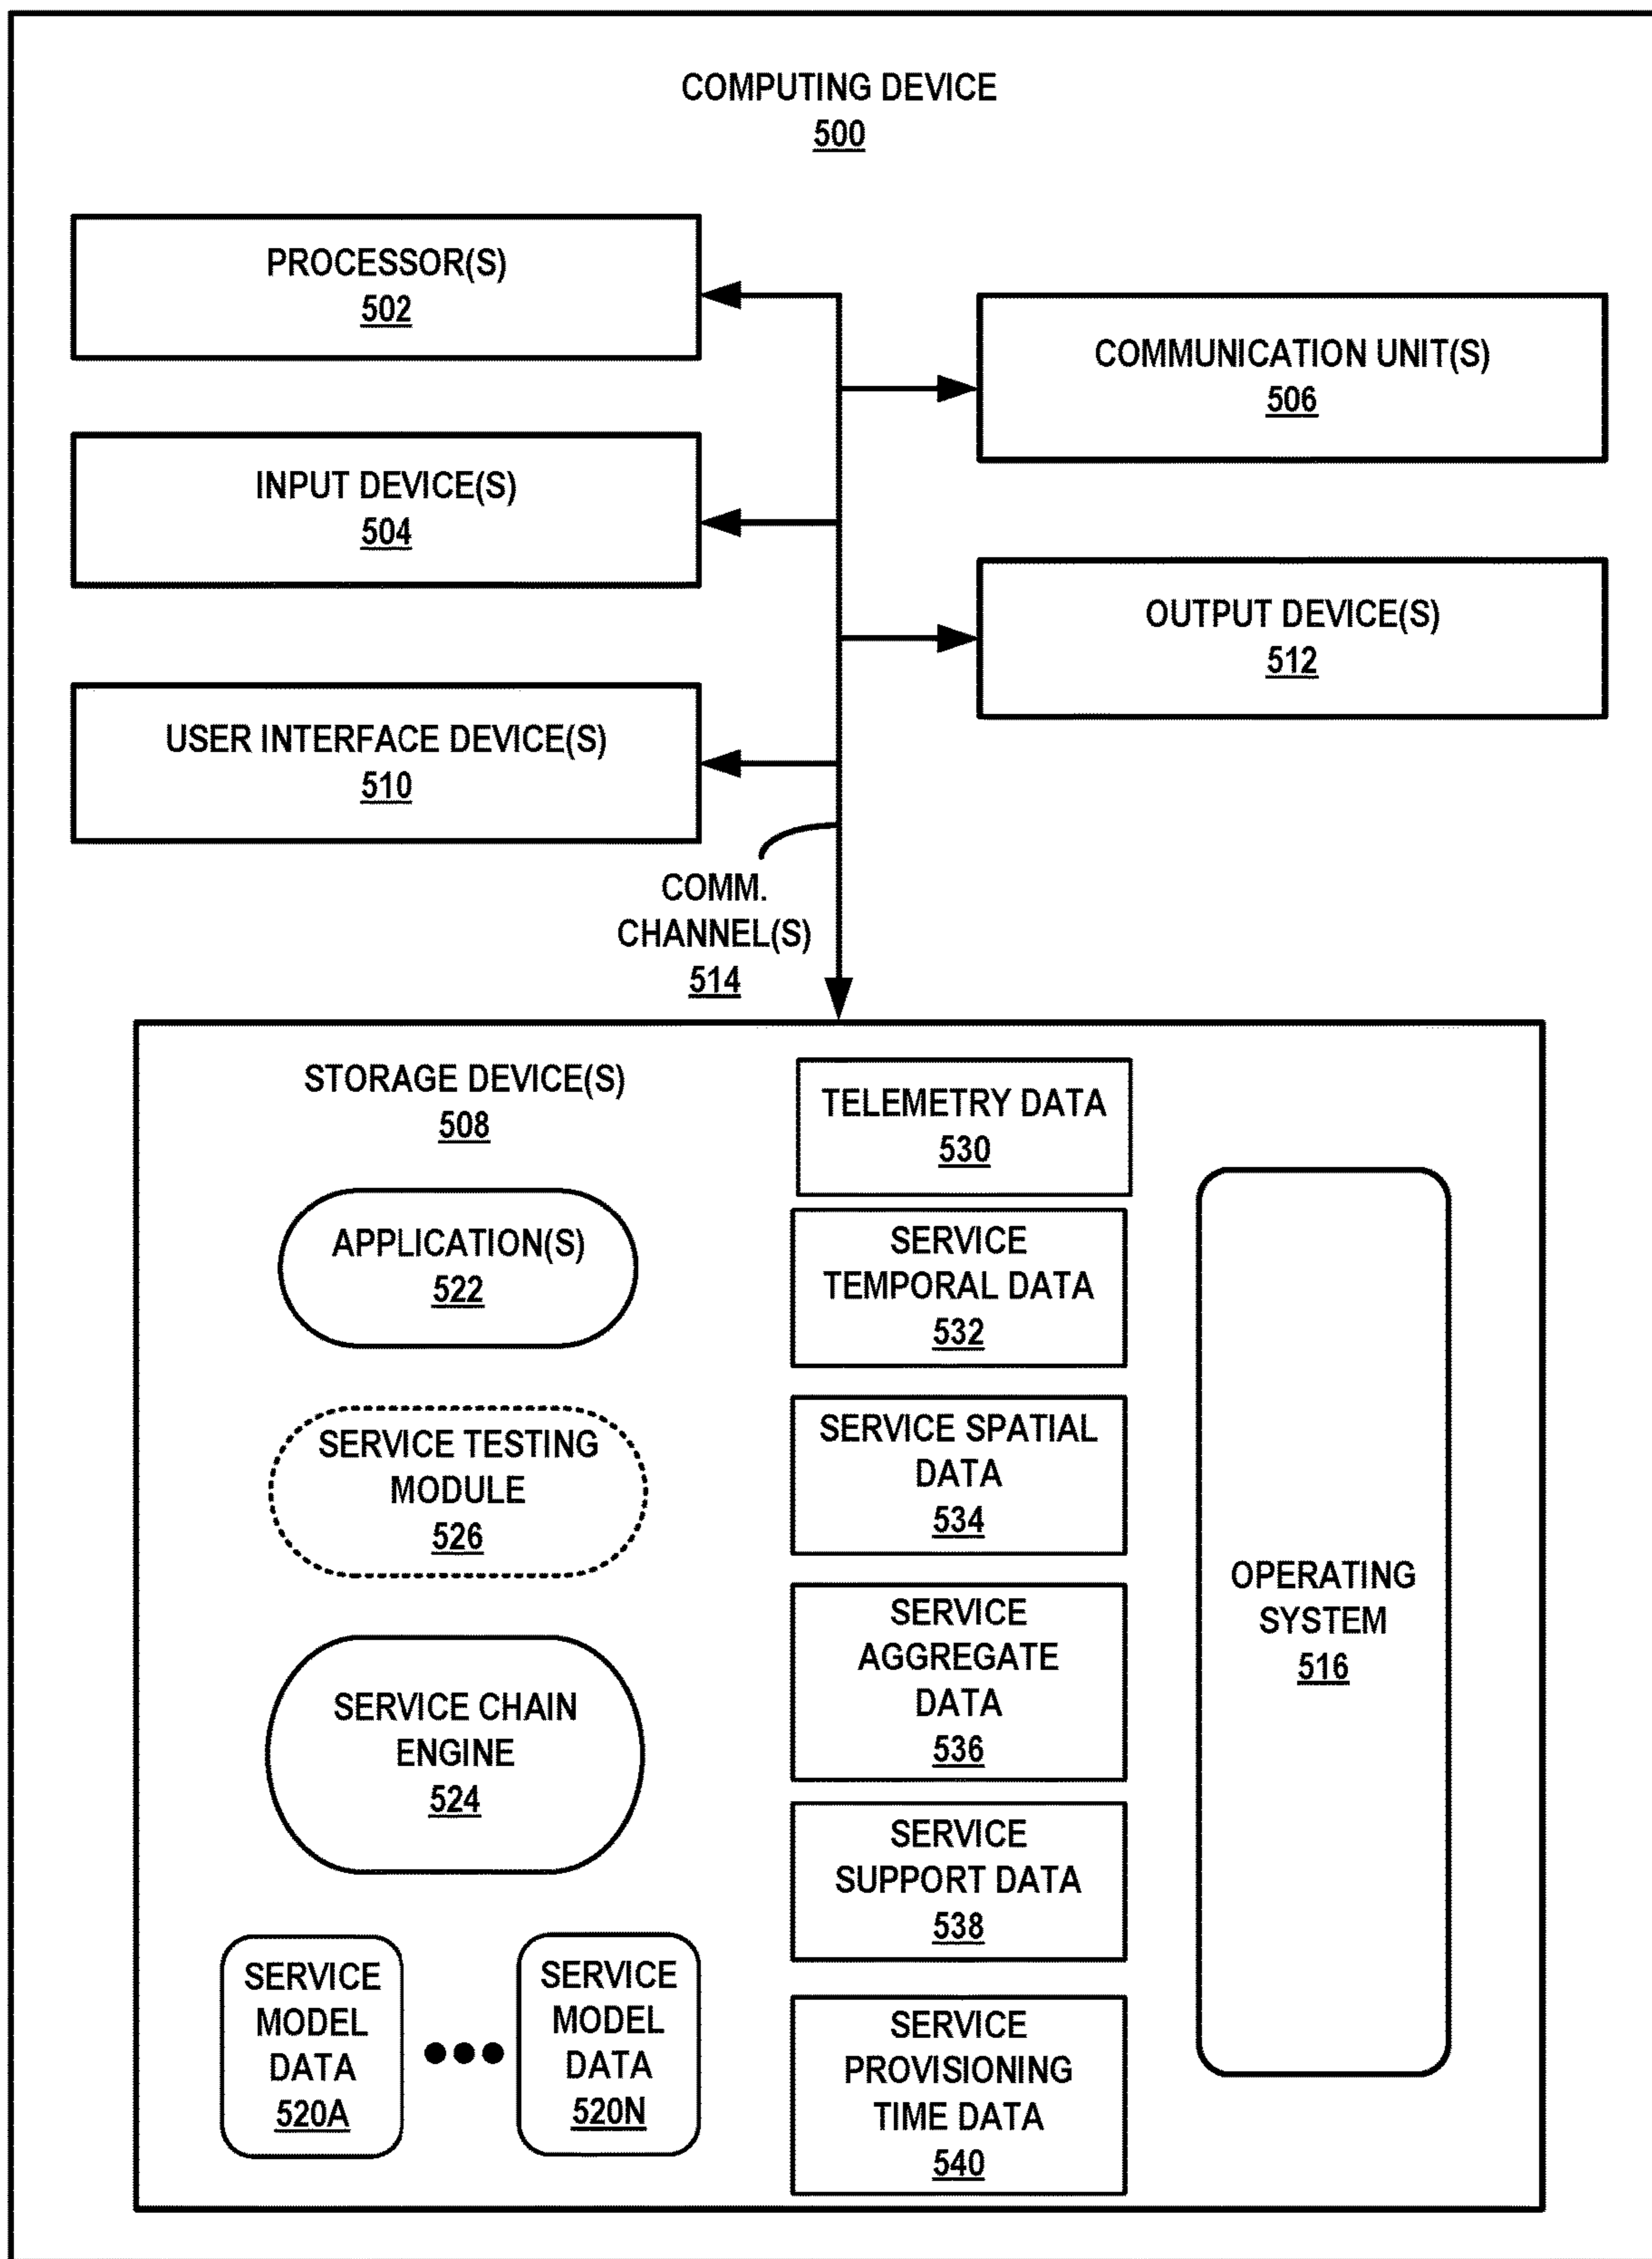 COMPUTING DEVICE
500
PROCESSOR(S)
502
COMMUNICATION UNIT(S)
506
INPUT DEVICE(S)
504
OUTPUT DEVICE(S)
512
USER INTERFACE DEVICE(S)
510
COMM.
CHANNEL(S)
514
STORAGE DEVICE(S)
508
APPLICATION(S)
522
SERVICE TESTING
MODULE
526
SERVICE CHAIN
ENGINE
524
SERVICE
MODEL
DATA
520A
SERVICE
MODEL
DATA
520N
TELEMETRY DATA
530
SERVICE
TEMPORAL DATA
532
SERVICE SPATIAL
DATA
534
SERVICE
AGGREGATE
DATA
536
SERVICE
SUPPORT DATA
538
SERVICE
PROVISIONING
TIME DATA
540
OPERATING
SYSTEM
516